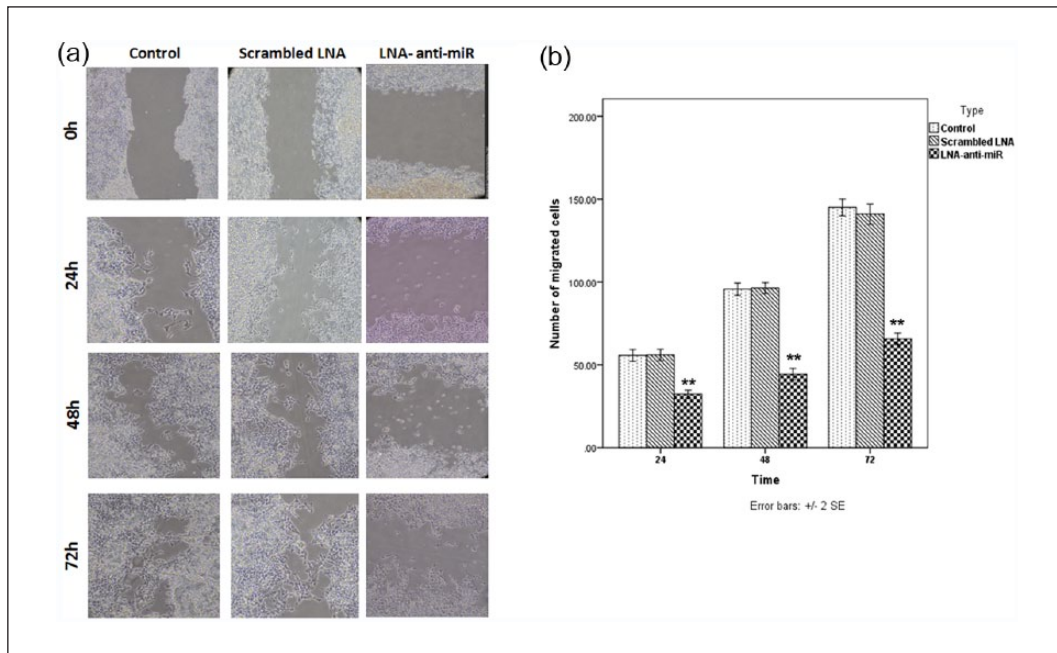 (a)
Control Scrambled LNA LNA- anti-miR
0h
24h
48h
72h
(b)
Type
Control
Scrambled LNA
LNA-anti-miR
Number of migrated cells
200.00
150.00
100.00
50.00
.00
** ** **
24 48 72
Time
Error bars: +/- 2 SE